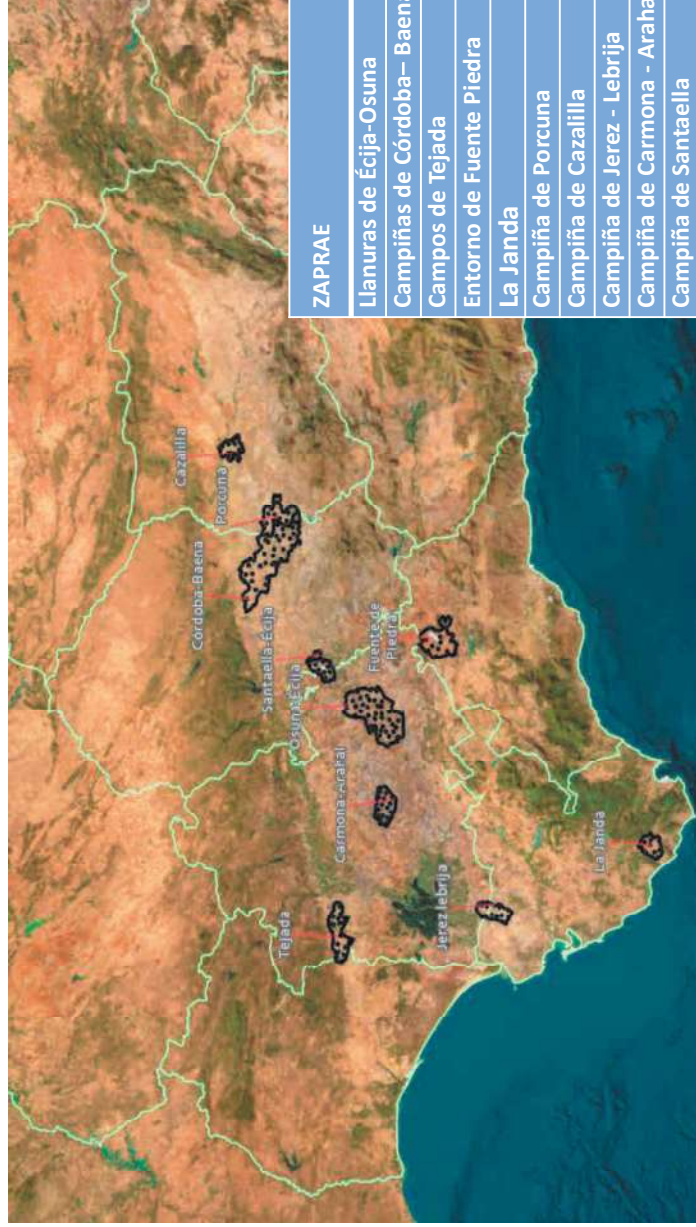 Cazalilla
Porcuna
Córdoba-Baena
Santaella-Écija
Osuna-Écija
Fuente de
Piedra
Carmona-Arahal
Tejada
Jerez lebrija
La Janda
ZAPRAE
Llanuras de Écija-Osuna
Campiñas de Córdoba– Baena
Campos de Tejada
Entorno de Fuente Piedra
La Janda
Campiña de Porcuna
Campiña de Cazalilla
Campiña de Jerez - Lebrija
Campiña de Carmona - Araha
Campiña de Santaella